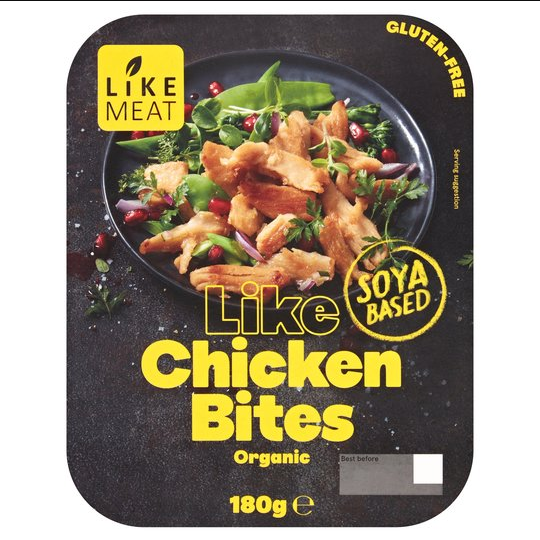 LIKE
MEAT
GLUTEN-FREE
Serving suggestion
SOYA
BASED
Like
Chicken
Bites
Organic
Best before
180g ℮